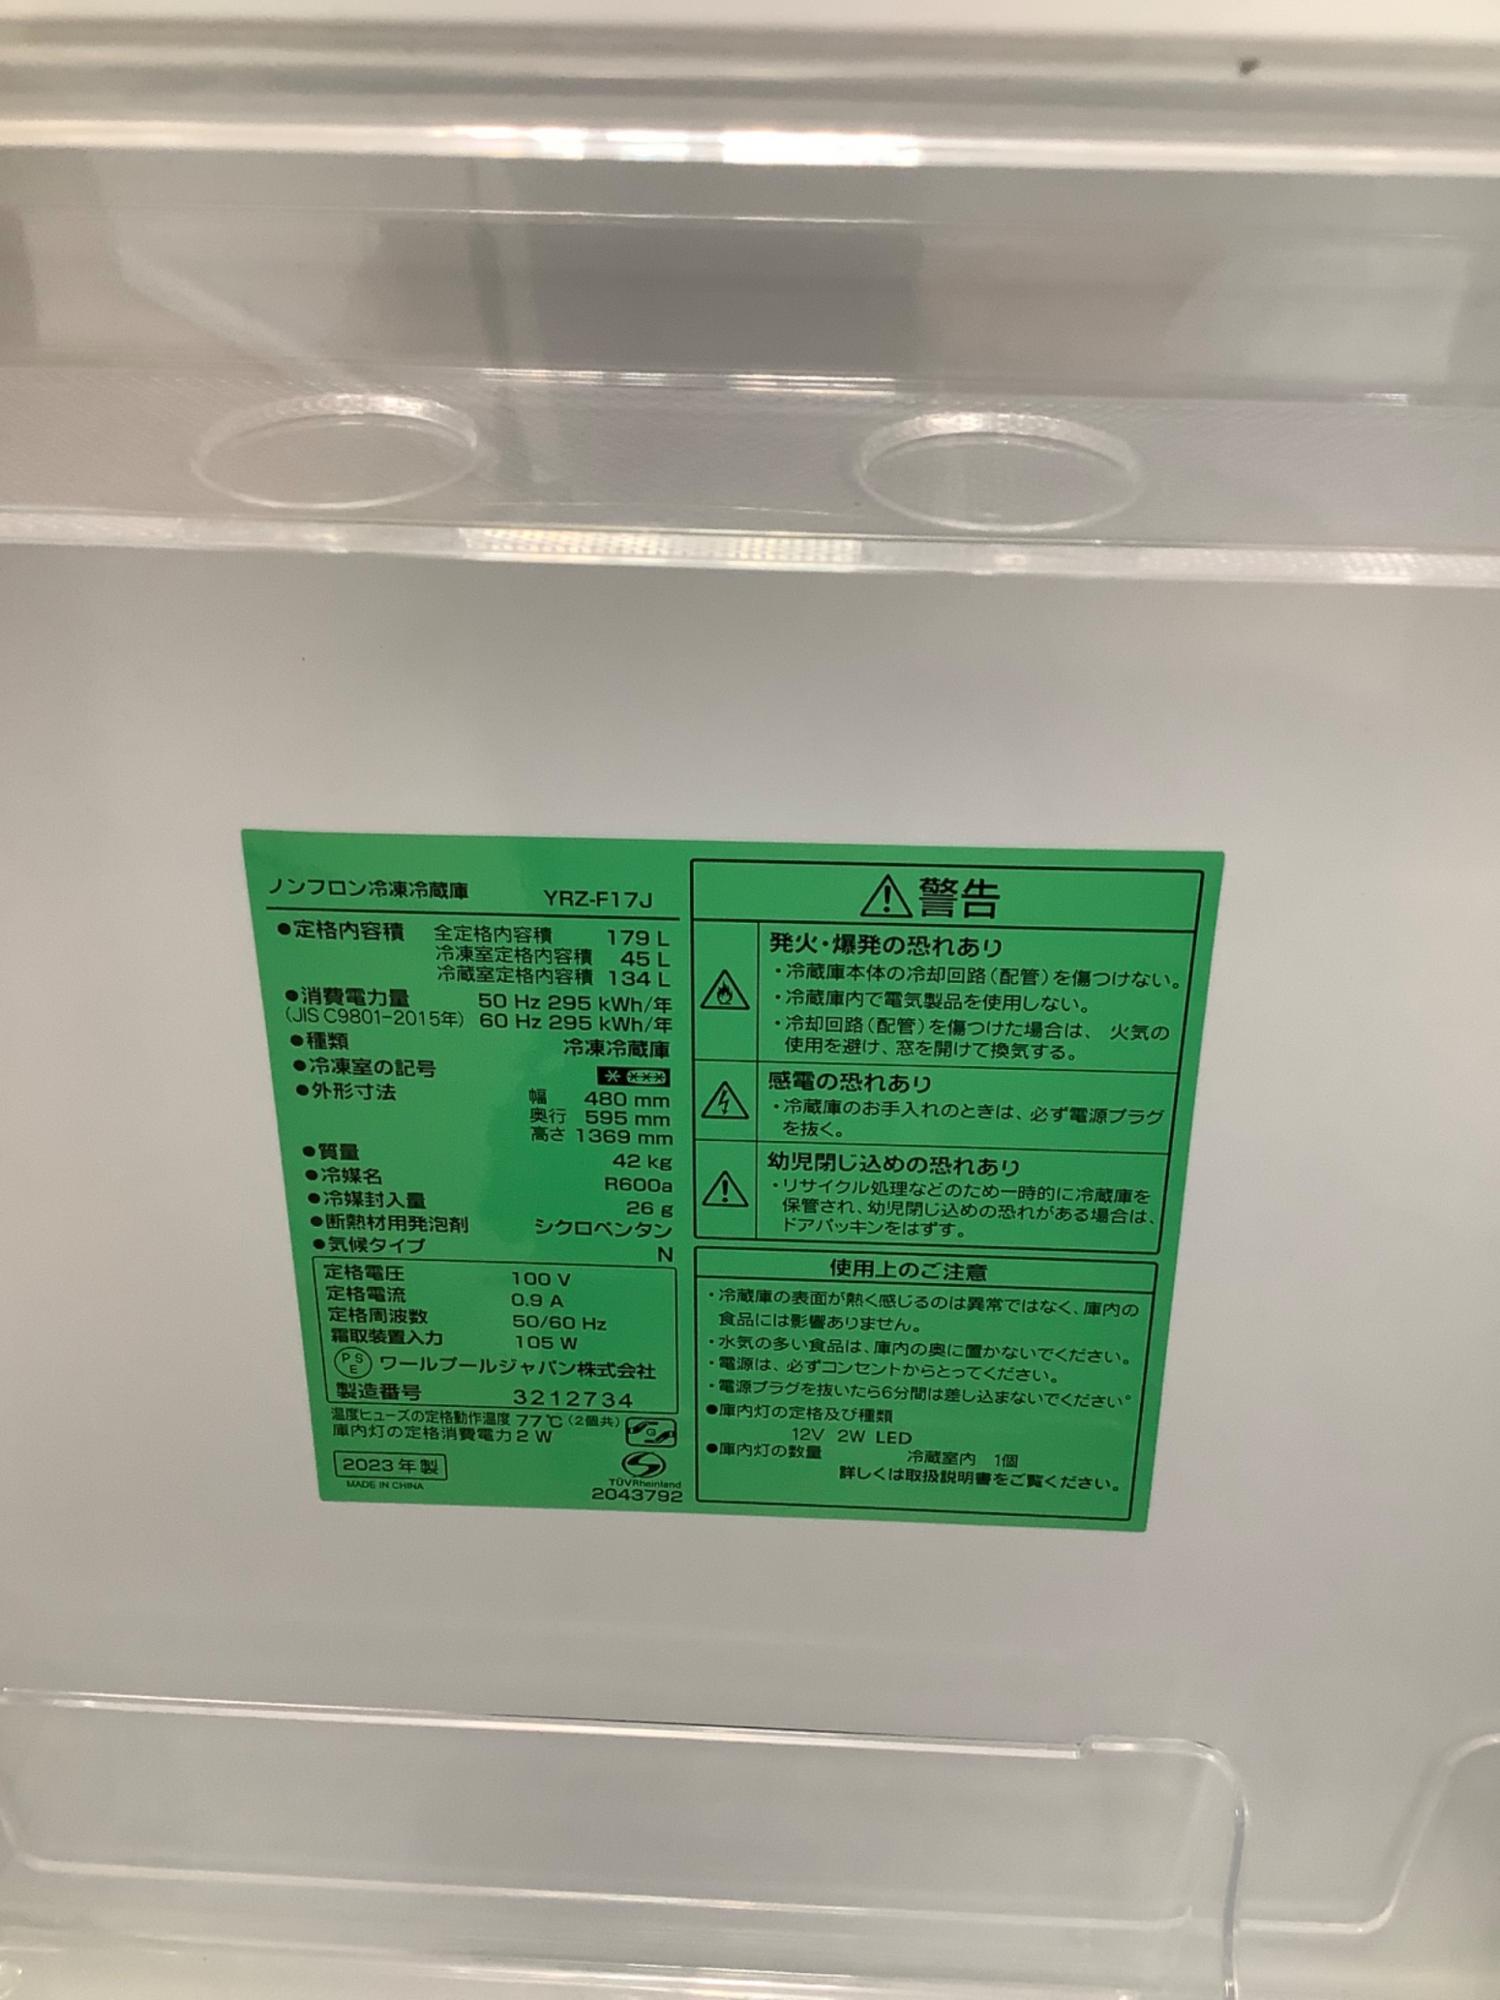 ノンフロン冷凍冷蔵庫 YRZ-F17J
●定格内容積 全定格内容積 179 L
冷凍室定格内容積 45 L
冷蔵室定格内容積 134 L
●消費電力量 50 Hz 295 kWh/年
(JIS C9801-2015年) 60 Hz 295 kWh/年
●種類 冷凍冷蔵庫
●冷凍室の記号
●外形寸法 幅 480 mm
奥行 595 mm
高さ 1369 mm
●質量 42 kg
●冷媒名 R600a
●冷媒封入量 26 g
●断熱材用発泡剤 シクロペンタン
●気候タイプ N
定格電圧 100 V
定格電流 0.9 A
定格周波数 50/60 Hz
霜取装置入力 105 W
PSE ワールプールジャパン株式会社
製造番号 3212734
温度ヒューズの定格動作温度 77℃ (2個共)
庫内灯の定格消費電力 2 W
2023年製
MADE IN CHINA
TÜVRheinland
2043792
警告
発火・爆発の恐れあり
・冷蔵庫本体の冷却回路(配管)を傷つけない。
・冷蔵庫内で電気製品を使用しない。
・冷却回路(配管)を傷つけた場合は、火気の
使用を避け、窓を開けて換気する。
感電の恐れあり
・冷蔵庫のお手入れのときは、必ず電源プラグ
を抜く。
幼児閉じ込めの恐れあり
・リサイクル処理などのため一時的に冷蔵庫を
保管され、幼児閉じ込めの恐れがある場合は、
ドアパッキンをはずす。
使用上のご注意
・冷蔵庫の表面が熱く感じるのは異常ではなく、庫内の
食品には影響ありません。
・水気の多い食品は、庫内の奥に置かないでください。
・電源は、必ずコンセントからとってください。
・電源プラグを抜いたら6分間は差し込まないでください。
●庫内灯の定格及び種類
12V 2W LED
●庫内灯の数量 冷蔵室内 1個
詳しくは取扱説明書をご覧ください。